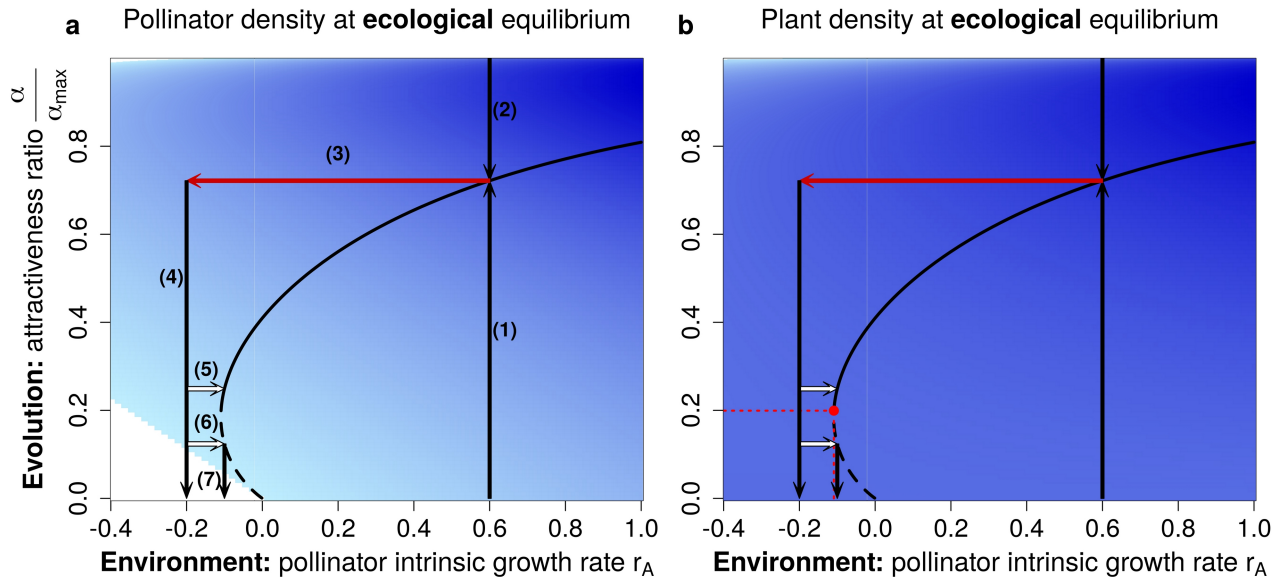 a Pollinator density at ecological equilibrium
b Plant density at ecological equilibrium
Evolution: attractiveness ratio α
αmax
0.0 0.2 0.4 0.6 0.8
(1)
(2)
(3)
(4)
(5)
(6)
(7)
-0.4 -0.2 0.0 0.2 0.4 0.6 0.8 1.0
Environment: pollinator intrinsic growth rate rA
0.0 0.2 0.4 0.6 0.8
-0.4 -0.2 0.0 0.2 0.4 0.6 0.8 1.0
Environment: pollinator intrinsic growth rate rA